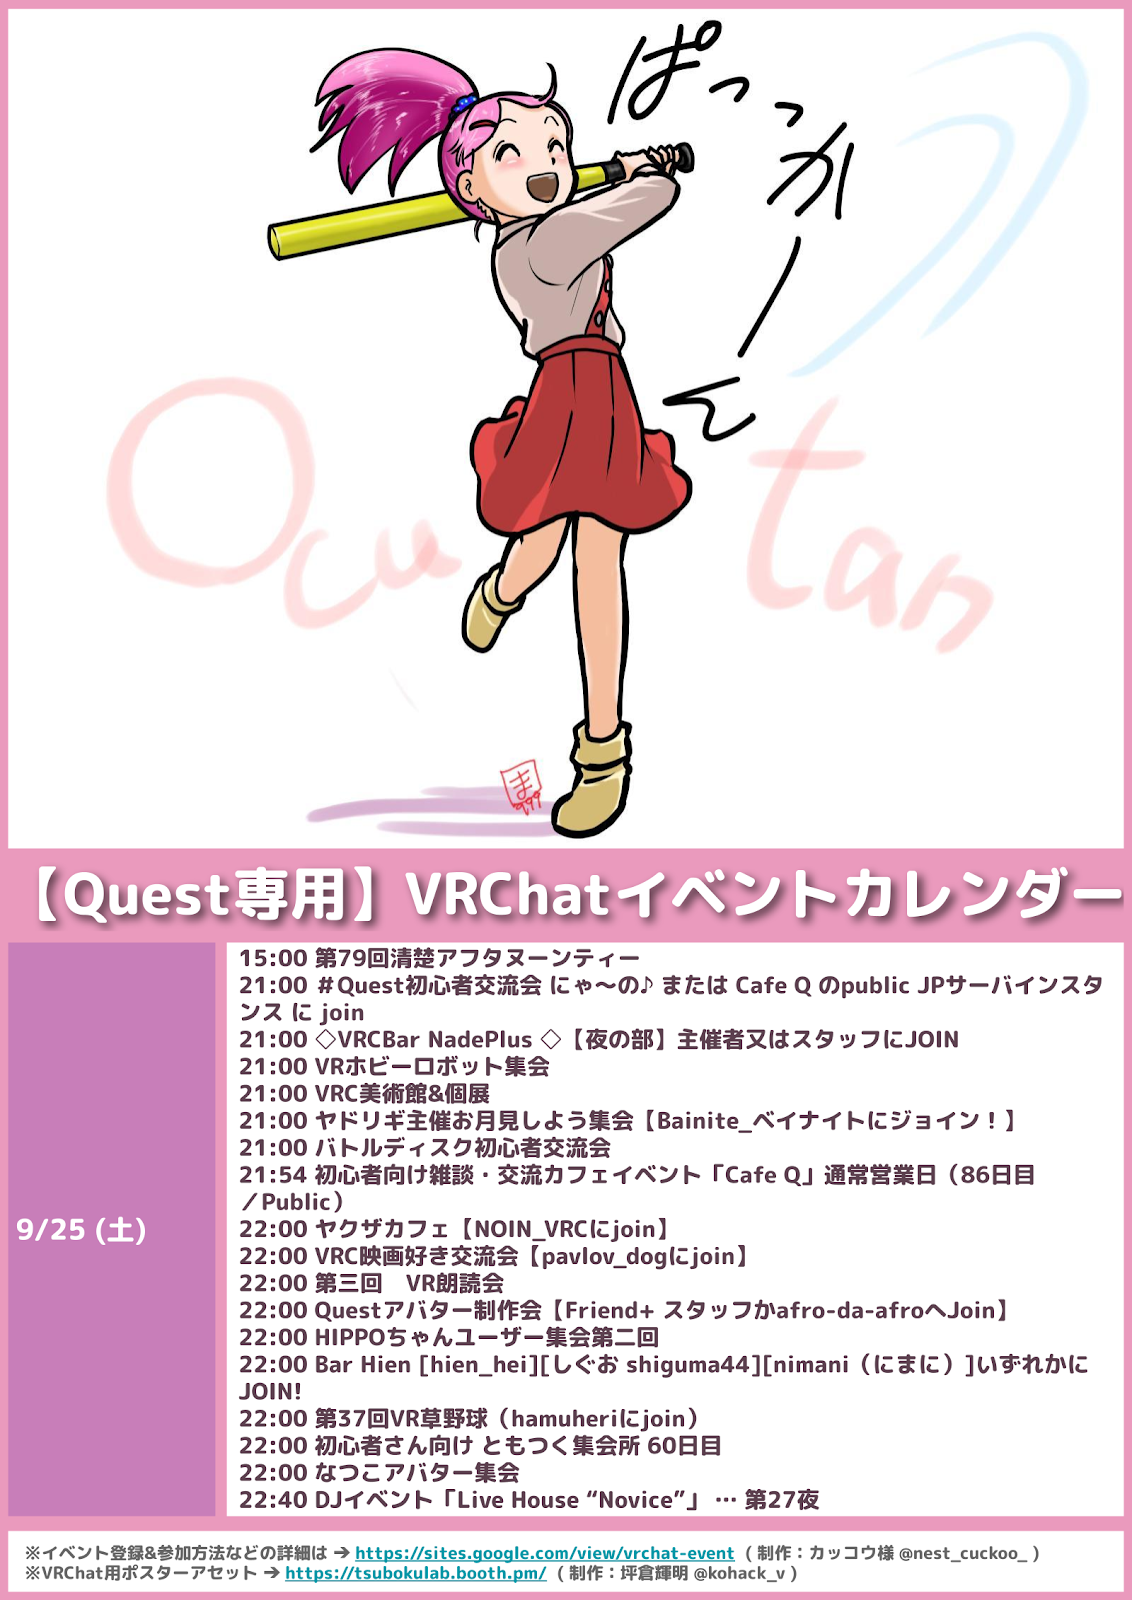 ぱっっかーん
Ocu tan
ま
999
【Quest専用】VRChatイベントカレンダー
9/25 (土)
15:00 第79回清楚アフタヌーンティー
21:00 ＃Quest初心者交流会 にゃ～の♪ または Cafe Q のpublic JPサーバインスタ
ンス に join
21:00 ◇VRCBar NadePlus ◇【夜の部】主催者又はスタッフにJOIN
21:00 VRホビーロボット集会
21:00 VRC美術館&個展
21:00 ヤドリギ主催お月見しよう集会【Bainite_ベイナイトにジョイン！】
21:00 バトルディスク初心者交流会
21:54 初心者向け雑談・交流カフェイベント「Cafe Q」通常営業日（86日目
／Public）
22:00 ヤクザカフェ【NOIN_VRCにjoin】
22:00 VRC映画好き交流会【pavlov_dogにjoin】
22:00 第三回　VR朗読会
22:00 Questアバター制作会【Friend+ スタッフかafro-da-afroへJoin】
22:00 HIPPOちゃんユーザー集会第二回
22:00 Bar Hien [hien_hei][しぐお shiguma44][nimani（にまに）]いずれかに
JOIN!
22:00 第37回VR草野球（hamuheriにjoin）
22:00 初心者さん向け ともつく集会所 60日目
22:00 なつこアバター集会
22:40 DJイベント「Live House “Novice”」 … 第27夜
※イベント登録&参加方法などの詳細は ➔ https://sites.google.com/view/vrchat-event （ 制作：カッコウ様 @nest_cuckoo_ ）
※VRChat用ポスターアセット ➔ https://tsubokulab.booth.pm/ （ 制作：坪倉輝明 @kohack_v ）